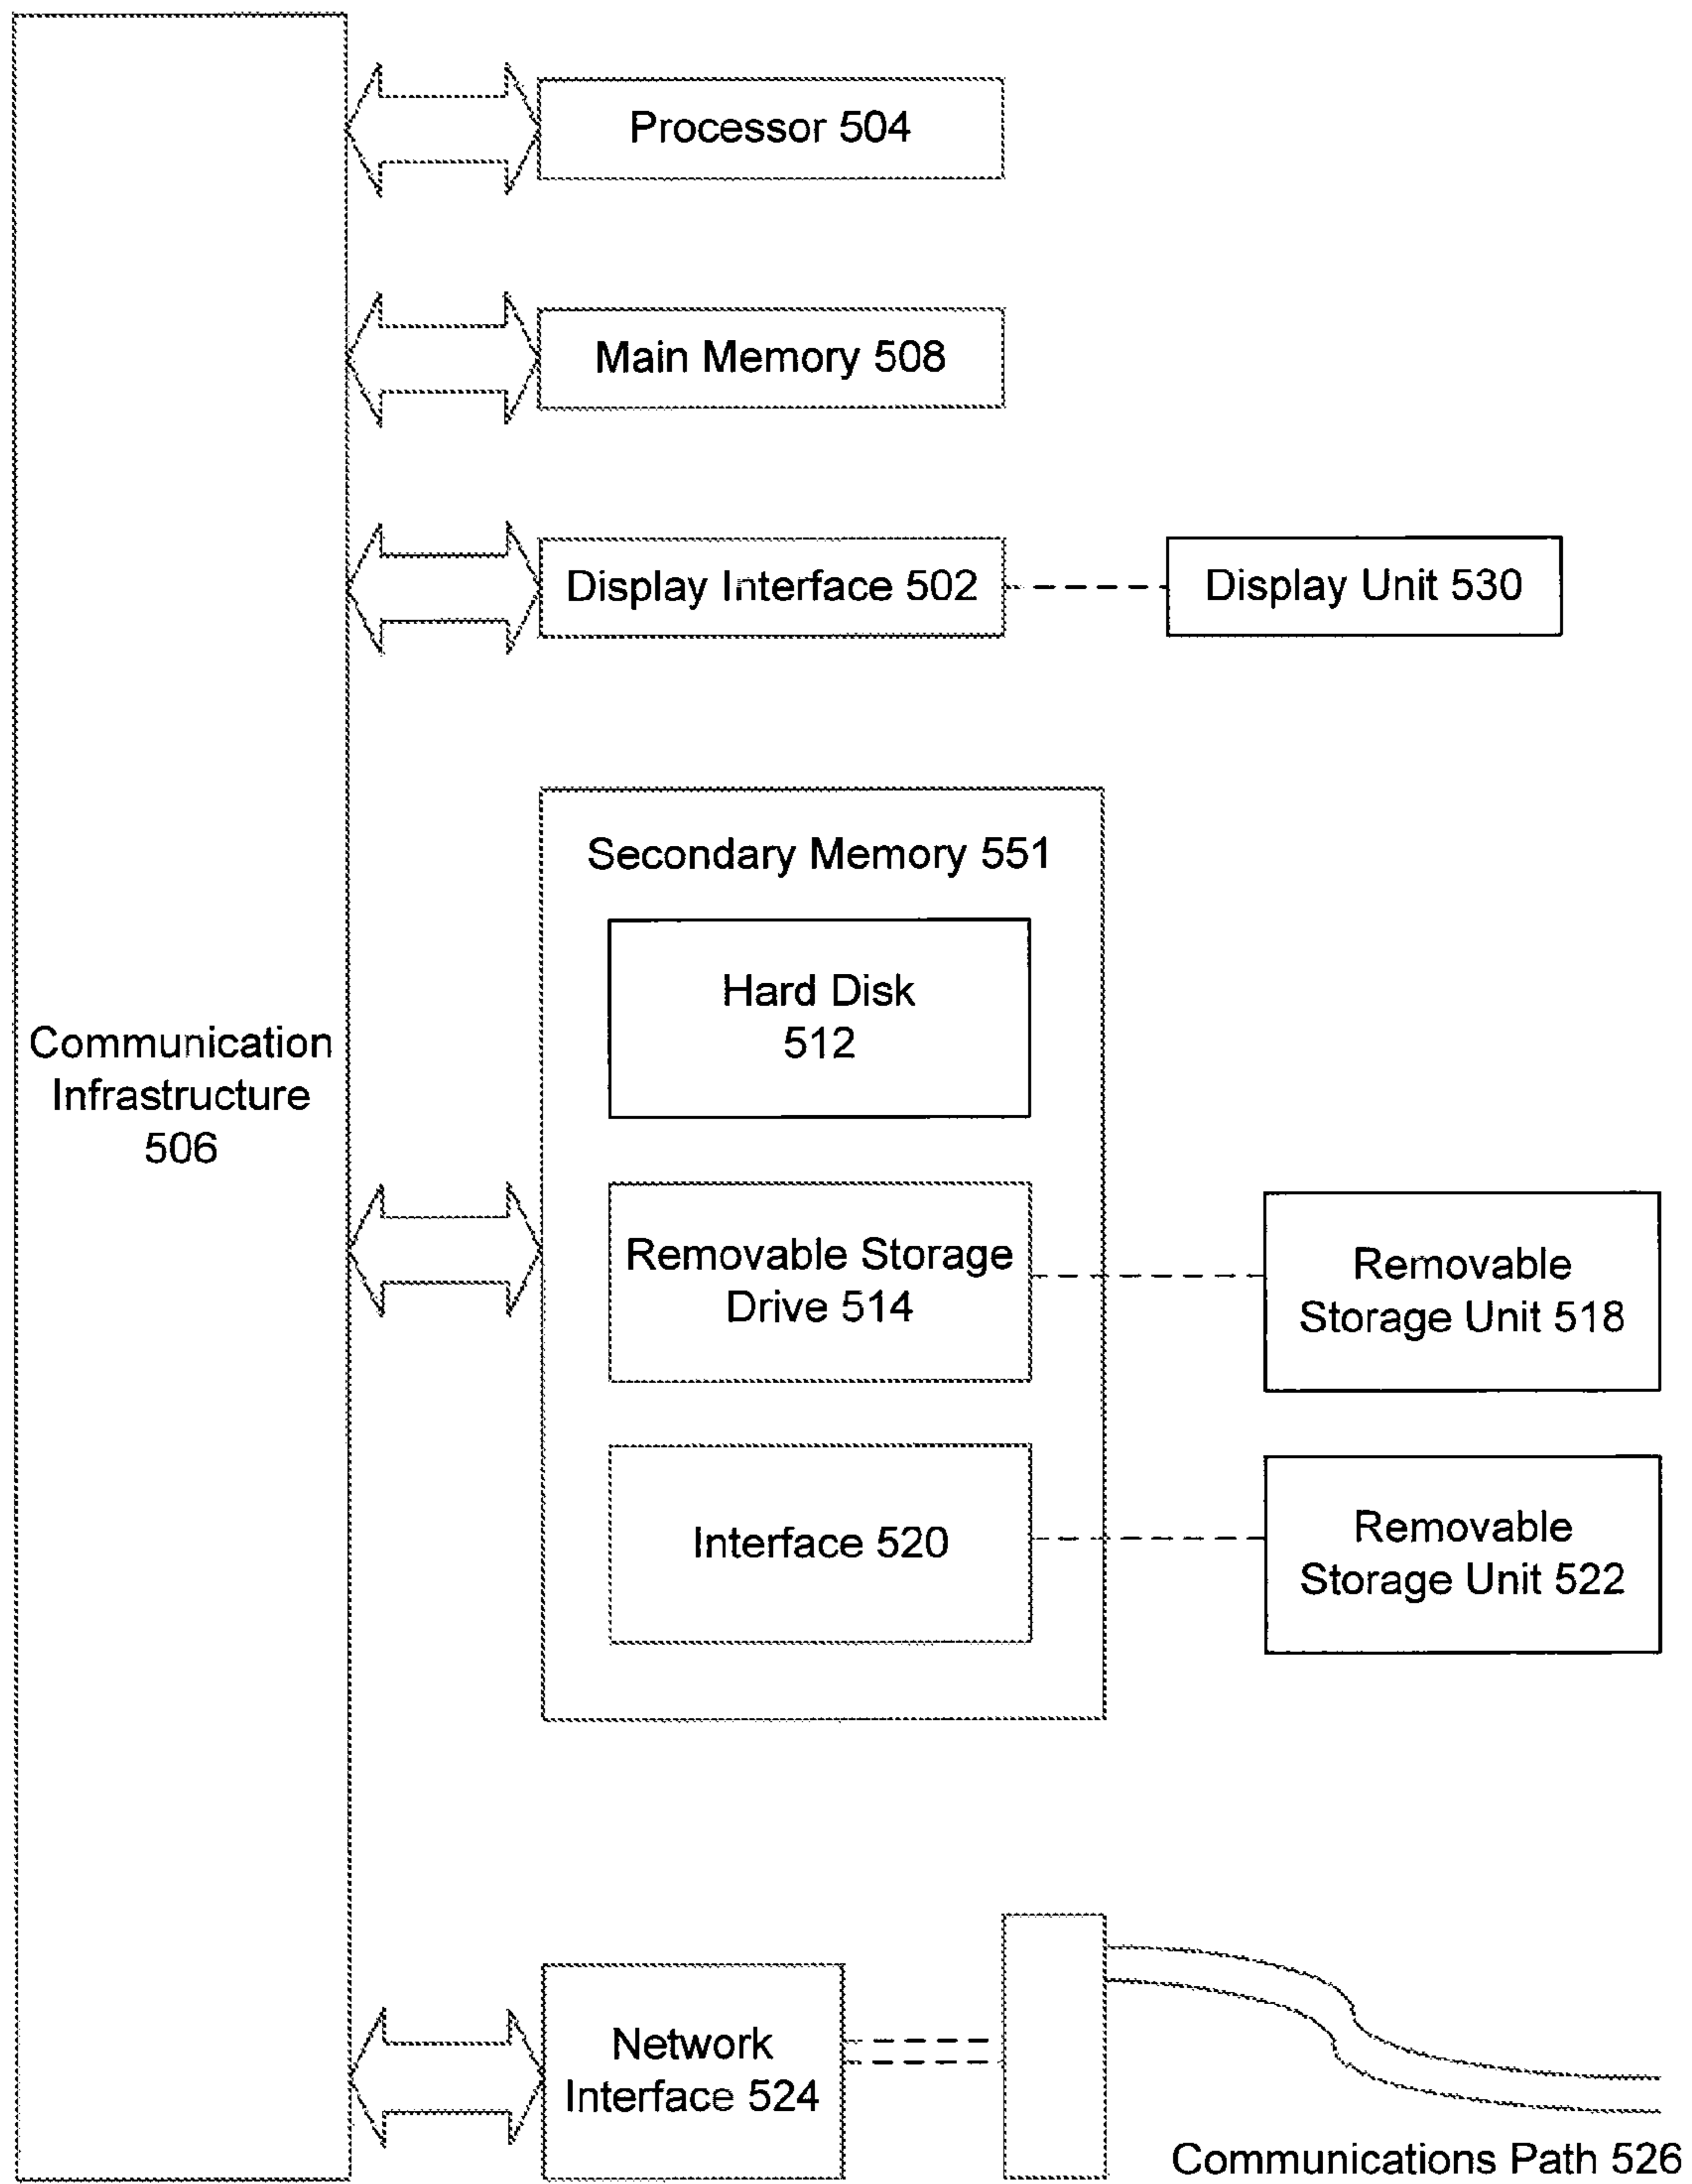 Processor 504
Main Memory 508
Display Interface 502
Display Unit 530
Secondary Memory 551
Hard Disk
512
Communication
Infrastructure
506
Removable Storage
Drive 514
Removable
Storage Unit 518
Interface 520
Removable
Storage Unit 522
Network
Interface 524
Communications Path 526